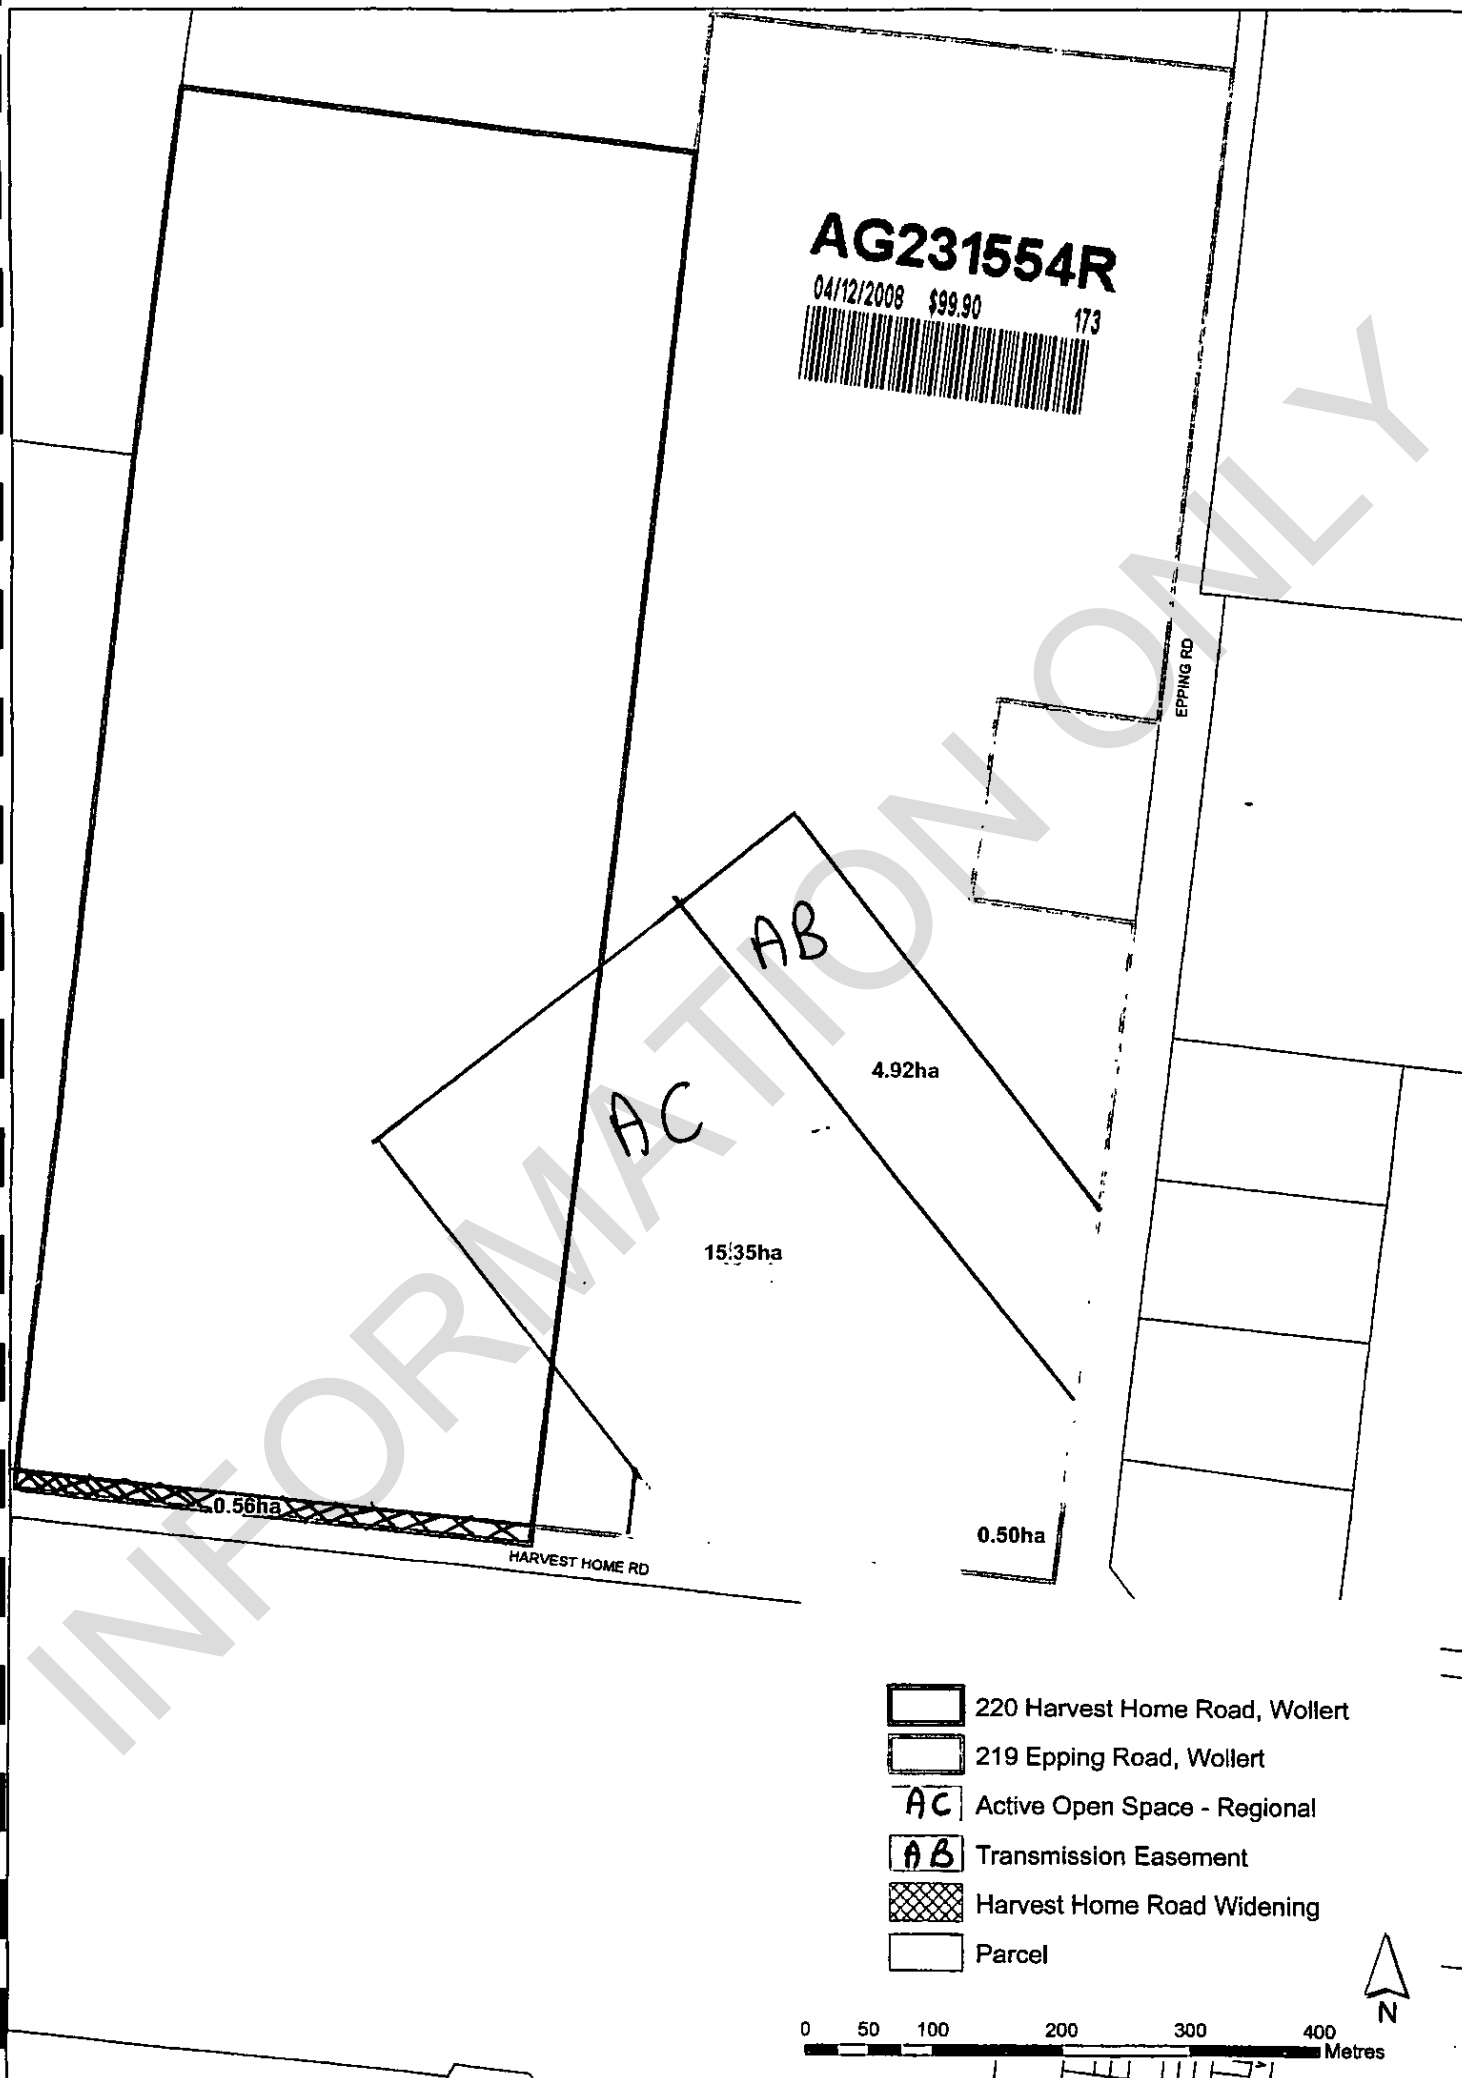 AG231554R
04/12/2008 $99.90 173
EPPING RD
AB
4.92ha
AC
15.35ha
0.56ha
0.50ha
HARVEST HOME RD
220 Harvest Home Road, Wollert
219 Epping Road, Wollert
AC Active Open Space - Regional
AB Transmission Easement
Harvest Home Road Widening
Parcel
N
0 50 100 200 300 400
Metres
INFORMATION ONLY